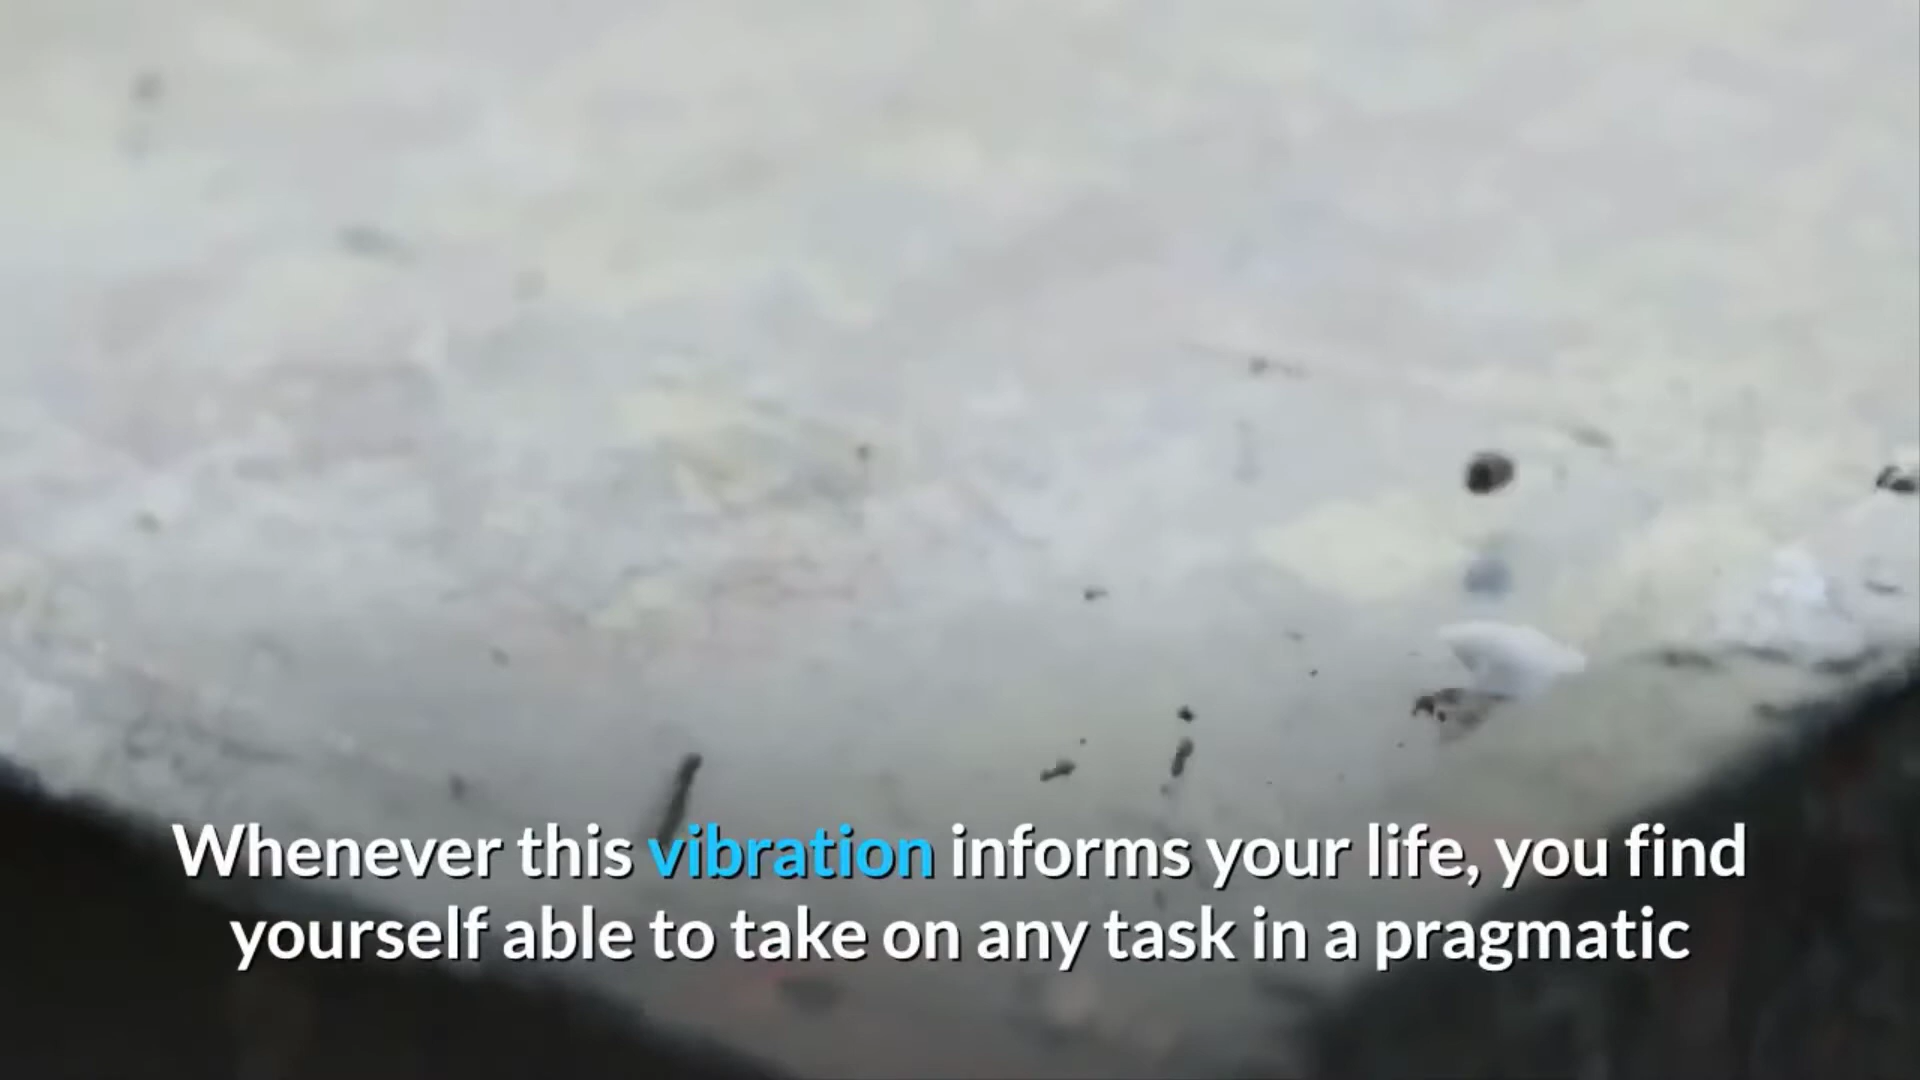 Whenever this vibration informs your life, you find
yourself able to take on any task in a pragmatic